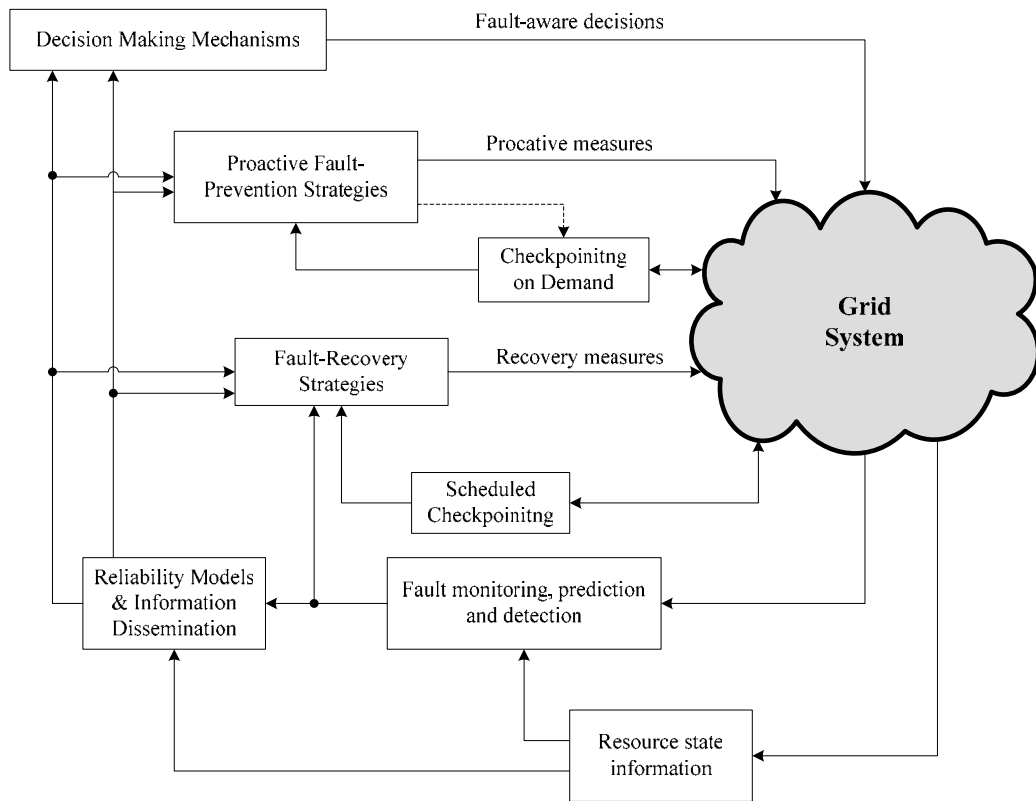 Fault-aware decisions
Decision Making Mechanisms
Procative measures
Proactive Fault-
Prevention Strategies
Checkpoinitng
on Demand
Grid
System
Fault-Recovery
Strategies
Recovery measures
Scheduled
Checkpoinitng
Reliability Models
& Information
Dissemination
Fault monitoring, prediction
and detection
Resource state
information